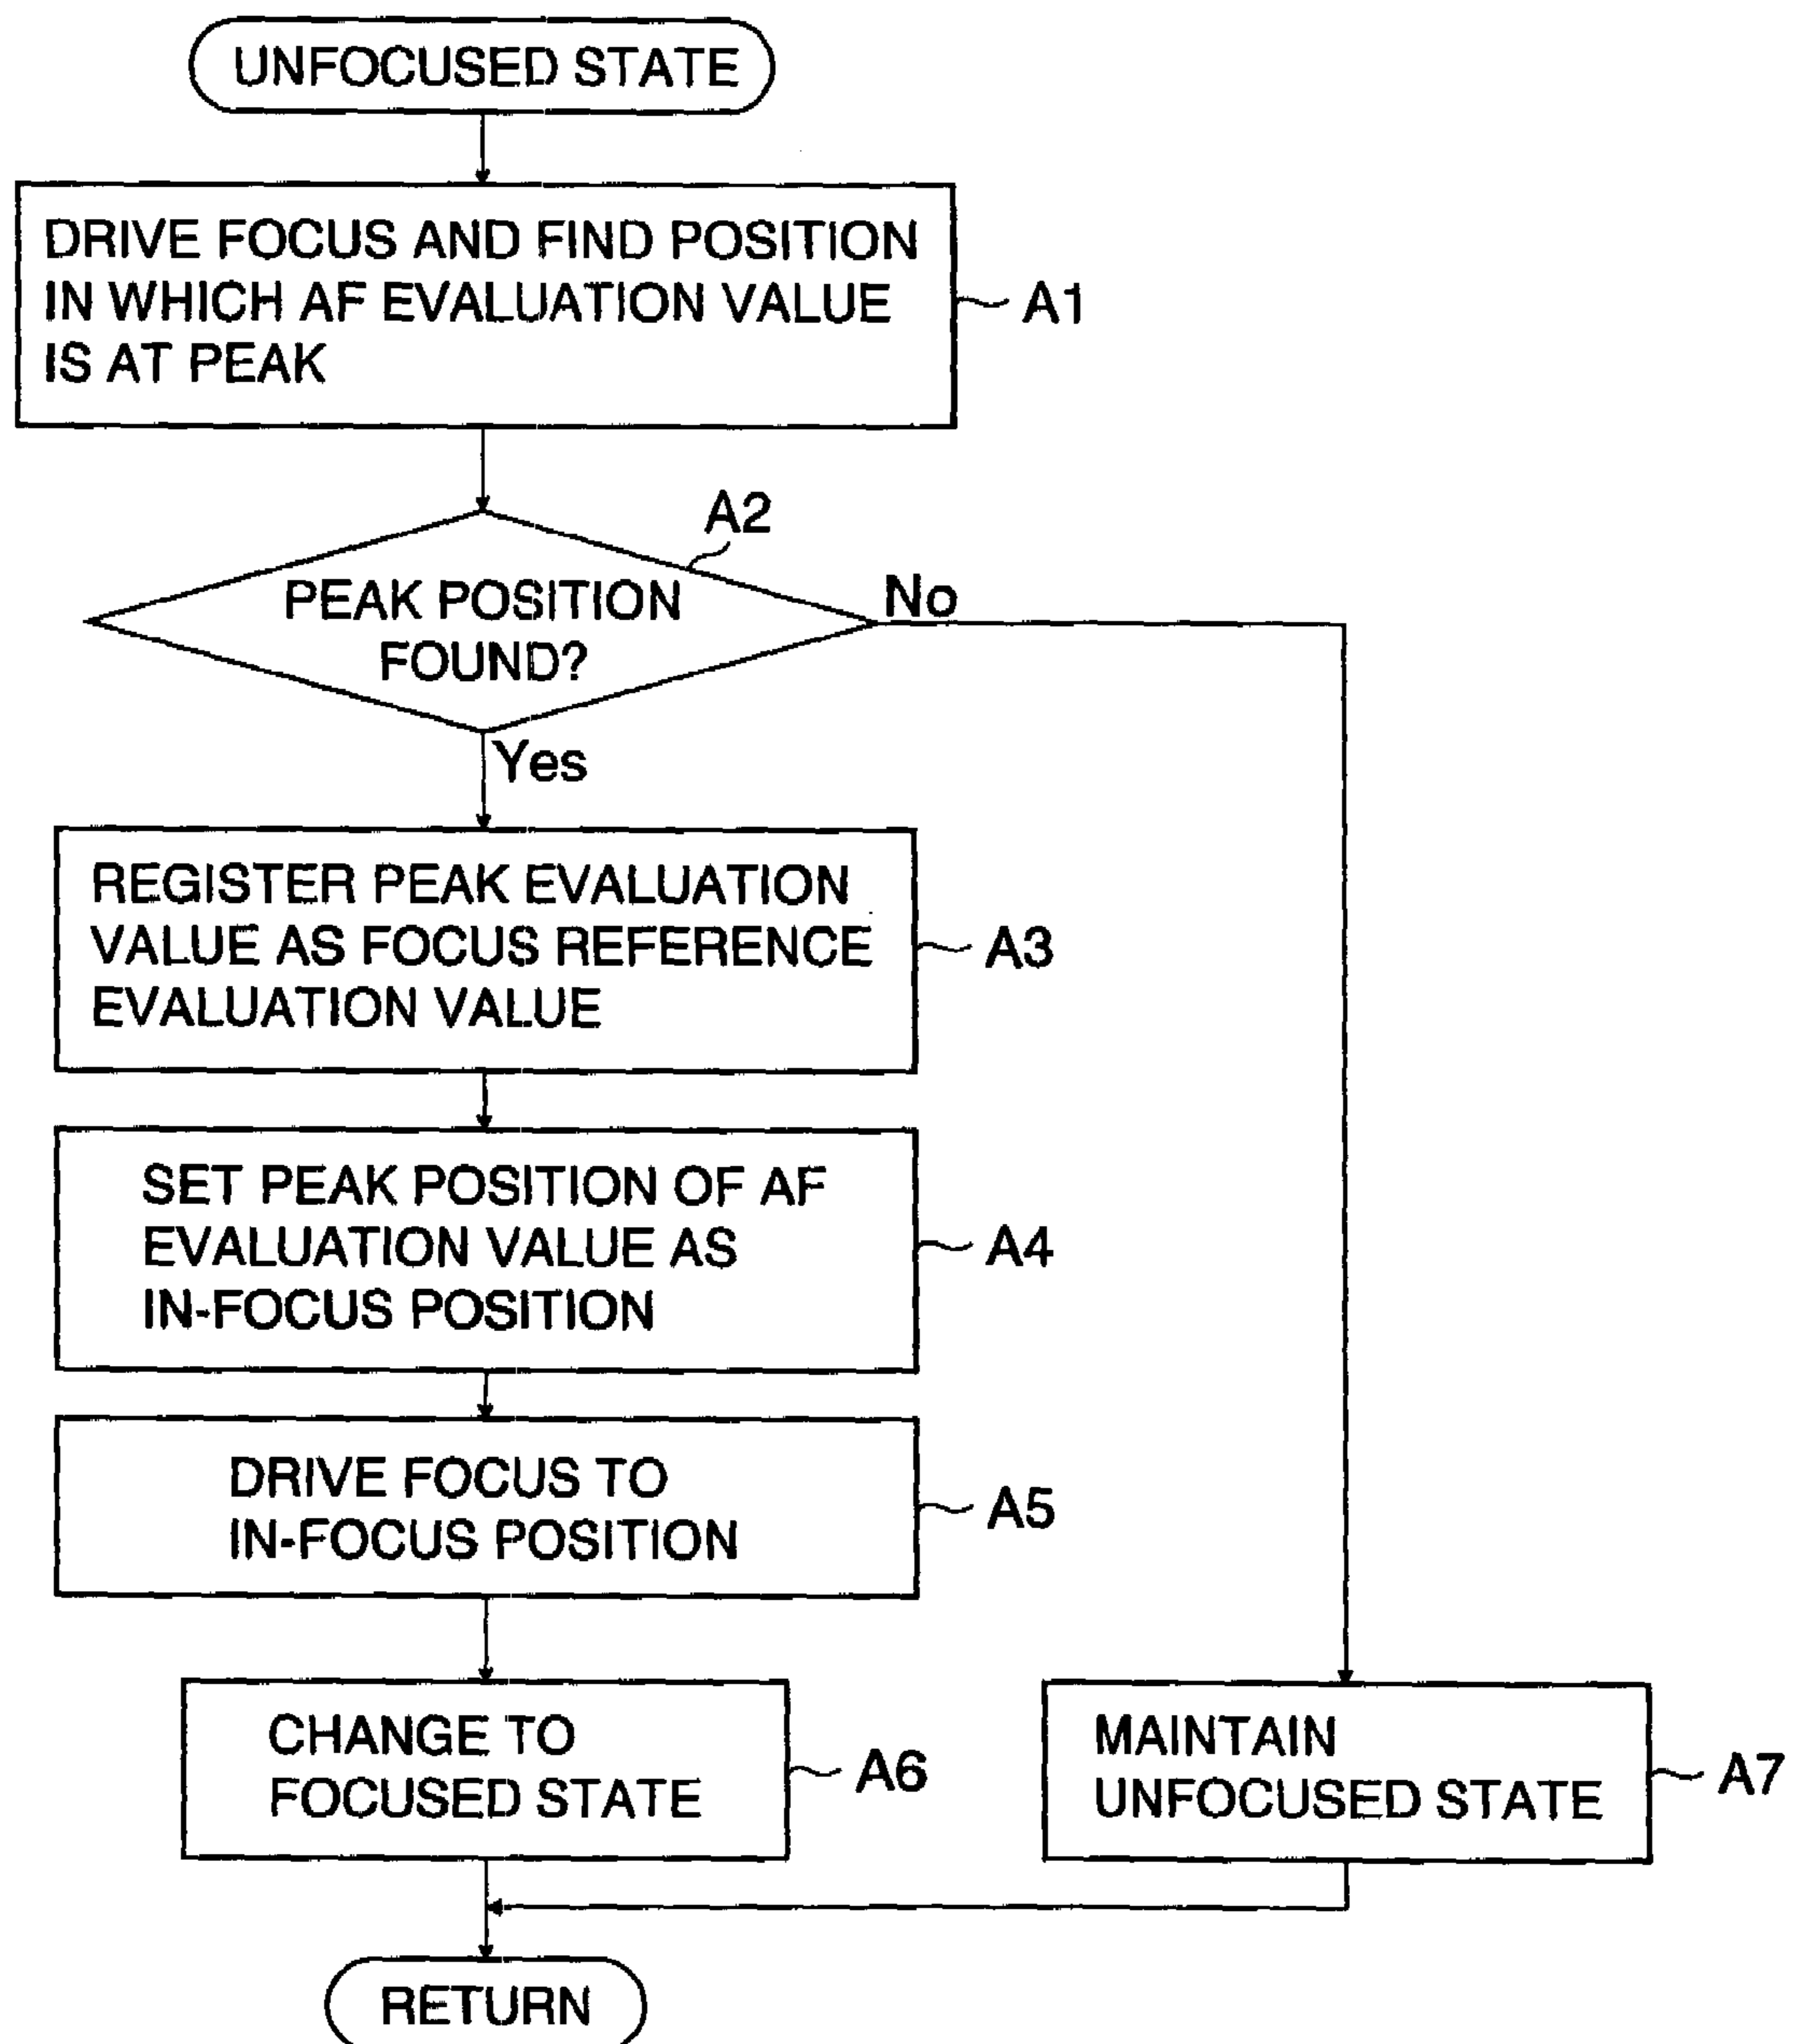 UNFOCUSED STATE
DRIVE FOCUS AND FIND POSITION
IN WHICH AF EVALUATION VALUE
IS AT PEAK
A1
A2
PEAK POSITION
FOUND?
No
Yes
REGISTER PEAK EVALUATION
VALUE AS FOCUS REFERENCE
EVALUATION VALUE
A3
SET PEAK POSITION OF AF
EVALUATION VALUE AS
IN-FOCUS POSITION
A4
DRIVE FOCUS TO
IN-FOCUS POSITION
A5
CHANGE TO
FOCUSED STATE
A6
MAINTAIN
UNFOCUSED STATE
A7
RETURN